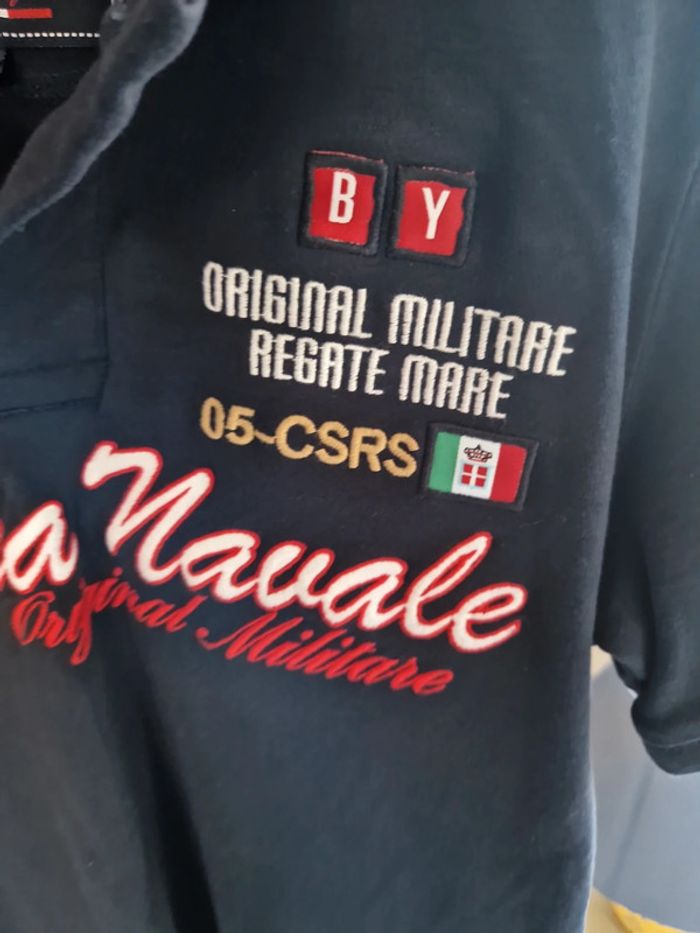 B Y
ORIGINAL MILITARE
REGATE MARE
05-CSRS
a Navale
Original Militare